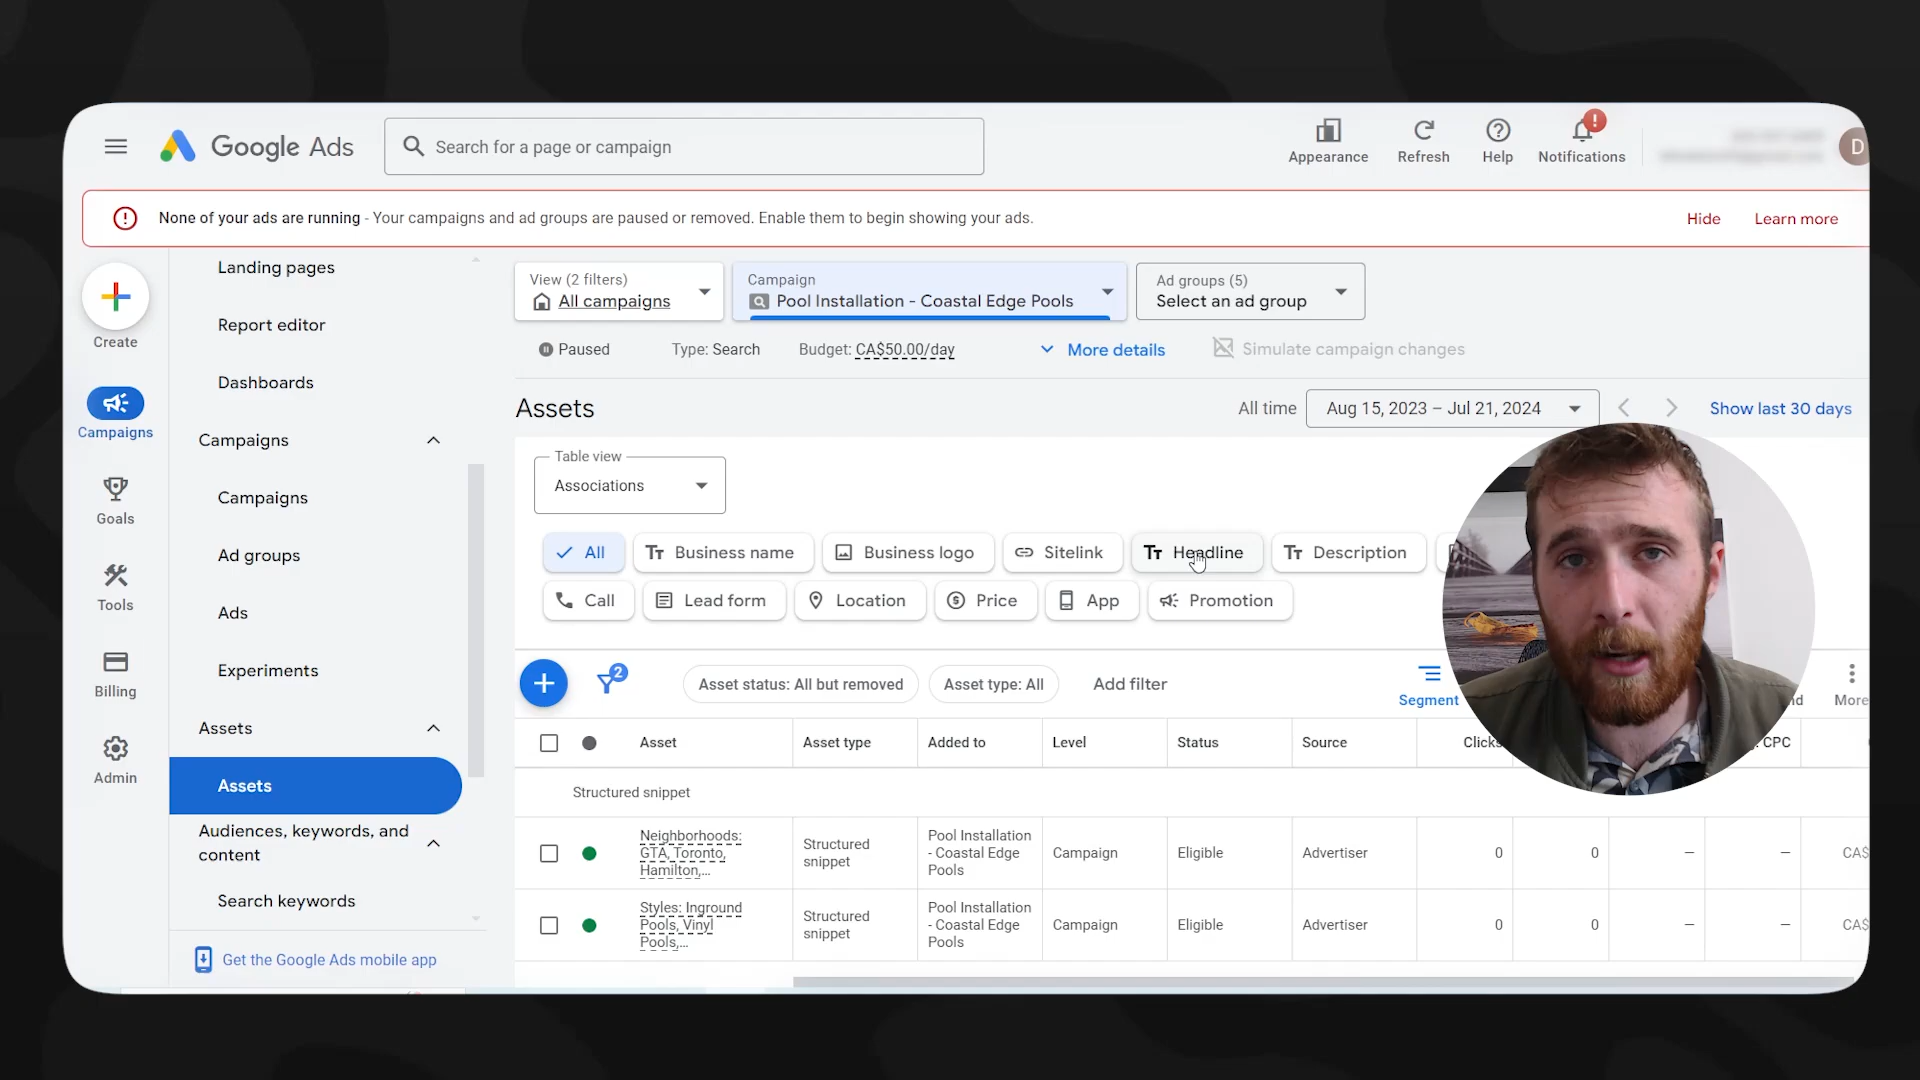 Google Ads
Search for a page or campaign
Appearance
Refresh
Help
!
Notifications
D
None of your ads are running - Your campaigns and ad groups are paused or removed. Enable them to begin showing your ads.
Hide
Learn more
Create
Campaigns
Goals
Tools
Billing
Admin
Landing pages
Report editor
Dashboards
Campaigns
Campaigns
Ad groups
Ads
Experiments
Assets
Assets
Audiences, keywords, and
content
Search keywords
Get the Google Ads mobile app
View (2 filters)
All campaigns
Campaign
Pool Installation - Coastal Edge Pools
Ad groups (5)
Select an ad group
Paused
Type: Search
Budget: CA$50.00/day
More details
Simulate campaign changes
Assets
All time
Aug 15, 2023 – Jul 21, 2024
Show last 30 days
Table view
Associations
All
Business name
Business logo
Sitelink
Headline
Description
Call
Lead form
Location
Price
App
Promotion
2
Asset status: All but removed
Asset type: All
Add filter
Segment
More
Asset
Asset type
Added to
Level
Status
Source
Clicks
CPC
Structured snippet
Neighborhoods:
GTA, Toronto,
Hamilton,...
Structured
snippet
Pool Installation
- Coastal Edge
Pools
Campaign
Eligible
Advertiser
0
0
–
–
CA$
Styles: Inground
Pools, Vinyl
Pools,...
Structured
snippet
Pool Installation
- Coastal Edge
Pools
Campaign
Eligible
Advertiser
0
0
–
–
CA$